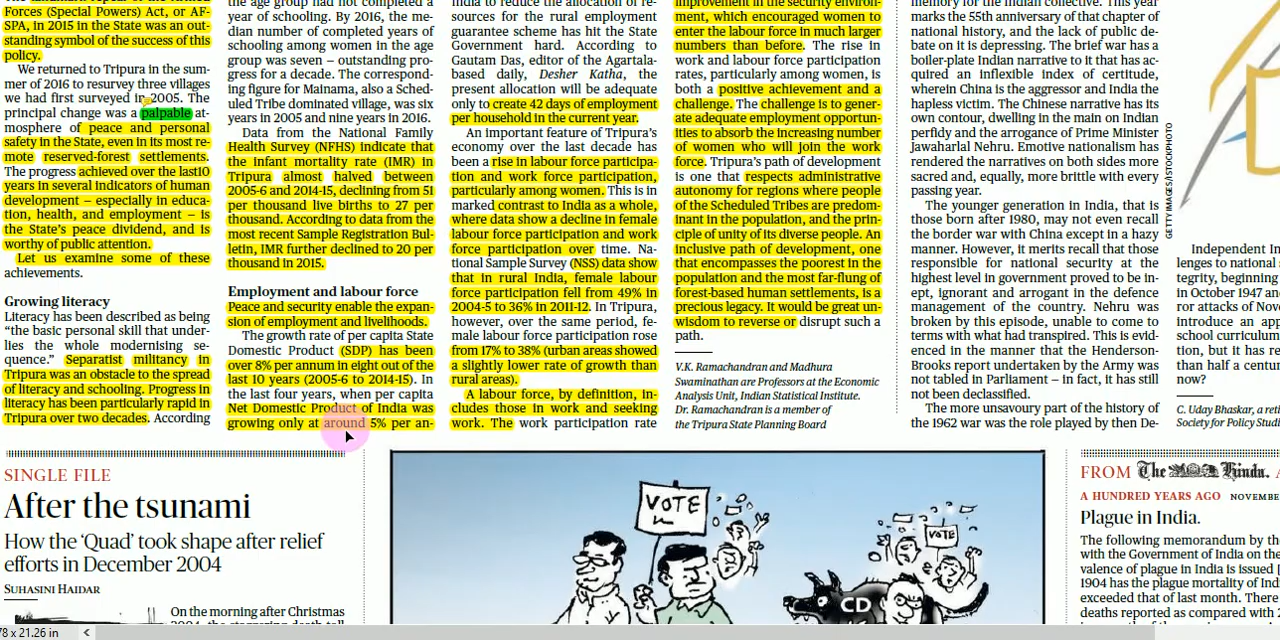 Forces (Special Powers) Act, or AF-
SPA, in 2015 in the State was an out-
standing symbol of the success of this
policy.
We returned to Tripura in the sum-
mer of 2016 to resurvey three villages
we had first surveyed in 2005. The
principal change was a palpable at-
mosphere of peace and personal
safety in the State, even in its most re-
mote reserved-forest settlements.
The progress achieved over the last10
years in several indicators of human
development – especially in educa-
tion, health, and employment – is
the State's peace dividend, and is
worthy of public attention.
Let us examine some of these
achievements.
Growing literacy
Literacy has been described as being
“the basic personal skill that under-
lies the whole modernising se-
quence.” Separatist militancy in
Tripura was an obstacle to the spread
of literacy and schooling. Progress in
literacy has been particularly rapid in
Tripura over two decades. According
the age group had not completed a
year of schooling. By 2016, the me-
dian number of completed years of
schooling among women in the age
group was seven – outstanding pro-
gress for a decade. The correspond-
ing figure for Mainama, also a Sched-
uled Tribe dominated village, was six
years in 2005 and nine years in 2016.
Data from the National Family
Health Survey (NFHS) indicate that
the infant mortality rate (IMR) in
Tripura almost halved between
2005-6 and 2014-15, declining from 51
per thousand live births to 27 per
thousand. According to data from the
most recent Sample Registration Bul-
letin, IMR further declined to 20 per
thousand in 2015.
Employment and labour force
Peace and security enable the expan-
sion of employment and livelihoods.
The growth rate of per capita State
Domestic Product (SDP) has been
over 8% per annum in eight out of the
last 10 years (2005-6 to 2014-15). In
the last four years, when per capita
Net Domestic Product of India was
growing only at around 5% per an-
India to reduce the allocation of re-
sources for the rural employment
guarantee scheme has hit the State
Government hard. According to
Gautam Das, editor of the Agartala-
based daily, Desher Katha, the
present allocation will be adequate
only to create 42 days of employment
per household in the current year.
An important feature of Tripura's
economy over the last decade has
been a rise in labour force participa-
tion and work force participation,
particularly among women. This is in
marked contrast to India as a whole,
where data show a decline in female
labour force participation and work
force participation over time. Na-
tional Sample Survey (NSS) data show
that in rural India, female labour
force participation fell from 49% in
2004-5 to 36% in 2011-12. In Tripura,
however, over the same period, fe-
male labour force participation rose
from 17% to 38% (urban areas showed
a slightly lower rate of growth than
rural areas).
A labour force, by definition, in-
cludes those in work and seeking
work. The work participation rate
improvement in the security environ-
ment, which encouraged women to
enter the labour force in much larger
numbers than before. The rise in
work and labour force participation
rates, particularly among women, is
both a positive achievement and a
challenge. The challenge is to gener-
ate adequate employment opportuni-
ties to absorb the increasing number
of women who will join the work
force. Tripura's path of development
is one that respects administrative
autonomy for regions where people
of the Scheduled Tribes are predom-
inant in the population, and the prin-
ciple of unity of its diverse people. An
inclusive path of development, one
that encompasses the poorest in the
population and the most far-flung of
forest-based human settlements, is a
precious legacy. It would be great un-
wisdom to reverse or disrupt such a
path.
V.K. Ramachandran and Madhura
Swaminathan are Professors at the Economic
Analysis Unit, Indian Statistical Institute.
Dr. Ramachandran is a member of
the Tripura State Planning Board
memory for the Indian collective. This year
marks the 55th anniversary of that chapter of
national history, and the lack of public de-
bate on it is depressing. The brief war has a
boiler-plate Indian narrative to it that has ac-
quired an inflexible index of certitude,
wherein China is the aggressor and India the
hapless victim. The Chinese narrative has its
own contour, dwelling in the main on Indian
perfidy and the arrogance of Prime Minister
Jawaharlal Nehru. Emotive nationalism has
rendered the narratives on both sides more
sacred and, equally, more brittle with every
passing year.
The younger generation in India, that is
those born after 1980, may not even recall
the border war with China except in a hazy
manner. However, it merits recall that those
responsible for national security at the
highest level in government proved to be in-
ept, ignorant and arrogant in the defence
management of the country. Nehru was
broken by this episode, unable to come to
terms with what had transpired. This is evid-
enced in the manner that the Henderson-
Brooks report undertaken by the Army was
not tabled in Parliament – in fact, it has still
not been declassified.
The more unsavoury part of the history of
the 1962 war was the role played by then De-
GETTY IMAGES/ISTOCKPHOTO
Independent In
lenges to national s
tegrity, beginning
in October 1947 an
ror attacks of Nov
introduce an app
school curriculum
tion, but it has re
than half a centu
now?
C. Uday Bhaskar, a reti
Society for Policy Studi
SINGLE FILE
After the tsunami
How the ‘Quad’ took shape after relief
efforts in December 2004
SUHASINI HAIDAR
On the morning after Christmas
VOTE
VOTE
CD
FROM The Hindu. A
A HUNDRED YEARS AGO NOVEMBE
Plague in India.
The following memorandum by the
with the Government of India on the
valence of plague in India is issued [
1904 has the plague mortality of Indi
exceeded that of last month. There
deaths reported as compared with 2
78 x 21.26 in